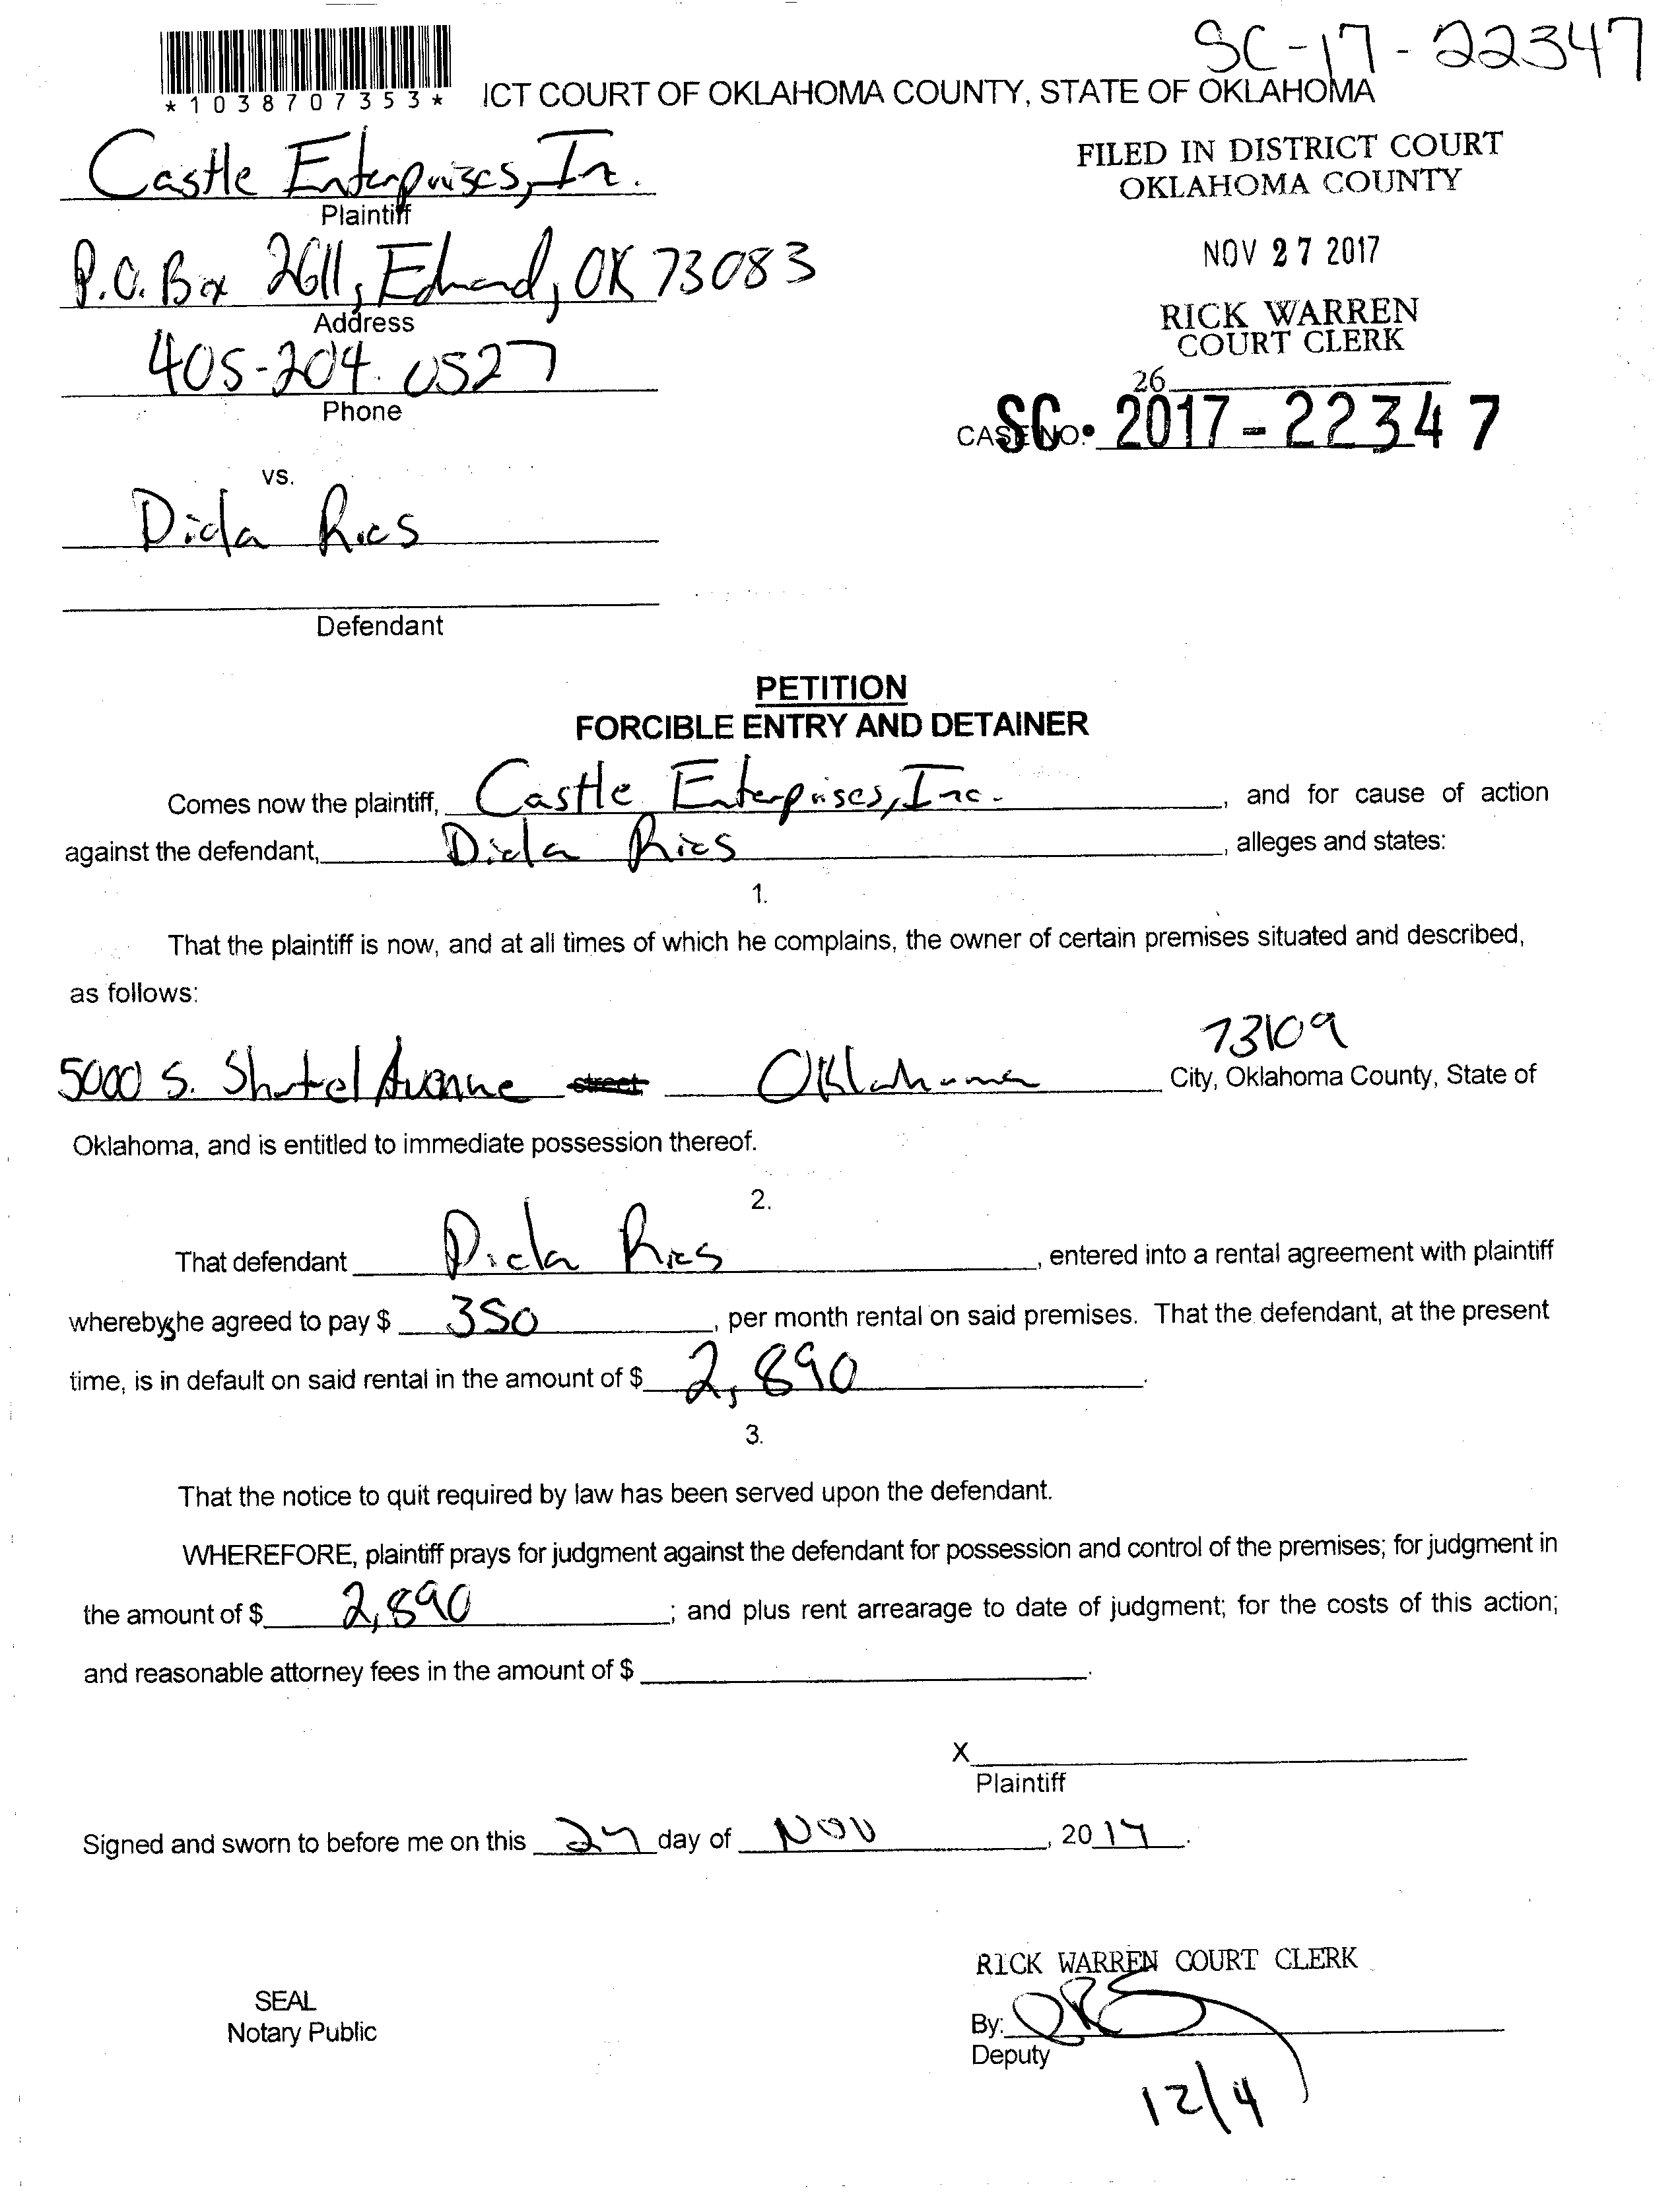 SC-17-22347
*1038707353* ICT COURT OF OKLAHOMA COUNTY, STATE OF OKLAHOMA
Castle Enterprises, Inc.
Plaintiff
FILED IN DISTRICT COURT
OKLAHOMA COUNTY
P.O. Box 2611, Edmond, OK 73083
Address
NOV 27 2017
405-204-0527
Phone
RICK WARREN
COURT CLERK
26
CASE NO. SC. 2017-22347
vs.
Dida Rios
Defendant
PETITION
FORCIBLE ENTRY AND DETAINER
Comes now the plaintiff, Castle Enterprises, Inc., and for cause of action
against the defendant, Dida Rios, alleges and states:
1.
That the plaintiff is now, and at all times of which he complains, the owner of certain premises situated and described,
as follows:
73109
5000 S. Shartel Avenue street Oklahoma City, Oklahoma County, State of
Oklahoma, and is entitled to immediate possession thereof.
2.
That defendant Dida Rios, entered into a rental agreement with plaintiff
whereby she agreed to pay $ 350, per month rental on said premises. That the defendant, at the present
time, is in default on said rental in the amount of $ 2,890.
3.
That the notice to quit required by law has been served upon the defendant.
WHEREFORE, plaintiff prays for judgment against the defendant for possession and control of the premises; for judgment in
the amount of $ 2,890; and plus rent arrearage to date of judgment; for the costs of this action;
and reasonable attorney fees in the amount of $ .
X
Plaintiff
Signed and sworn to before me on this 27 day of Nov, 2017.
RICK WARREN COURT CLERK
SEAL
Notary Public
By:
Deputy
12/4